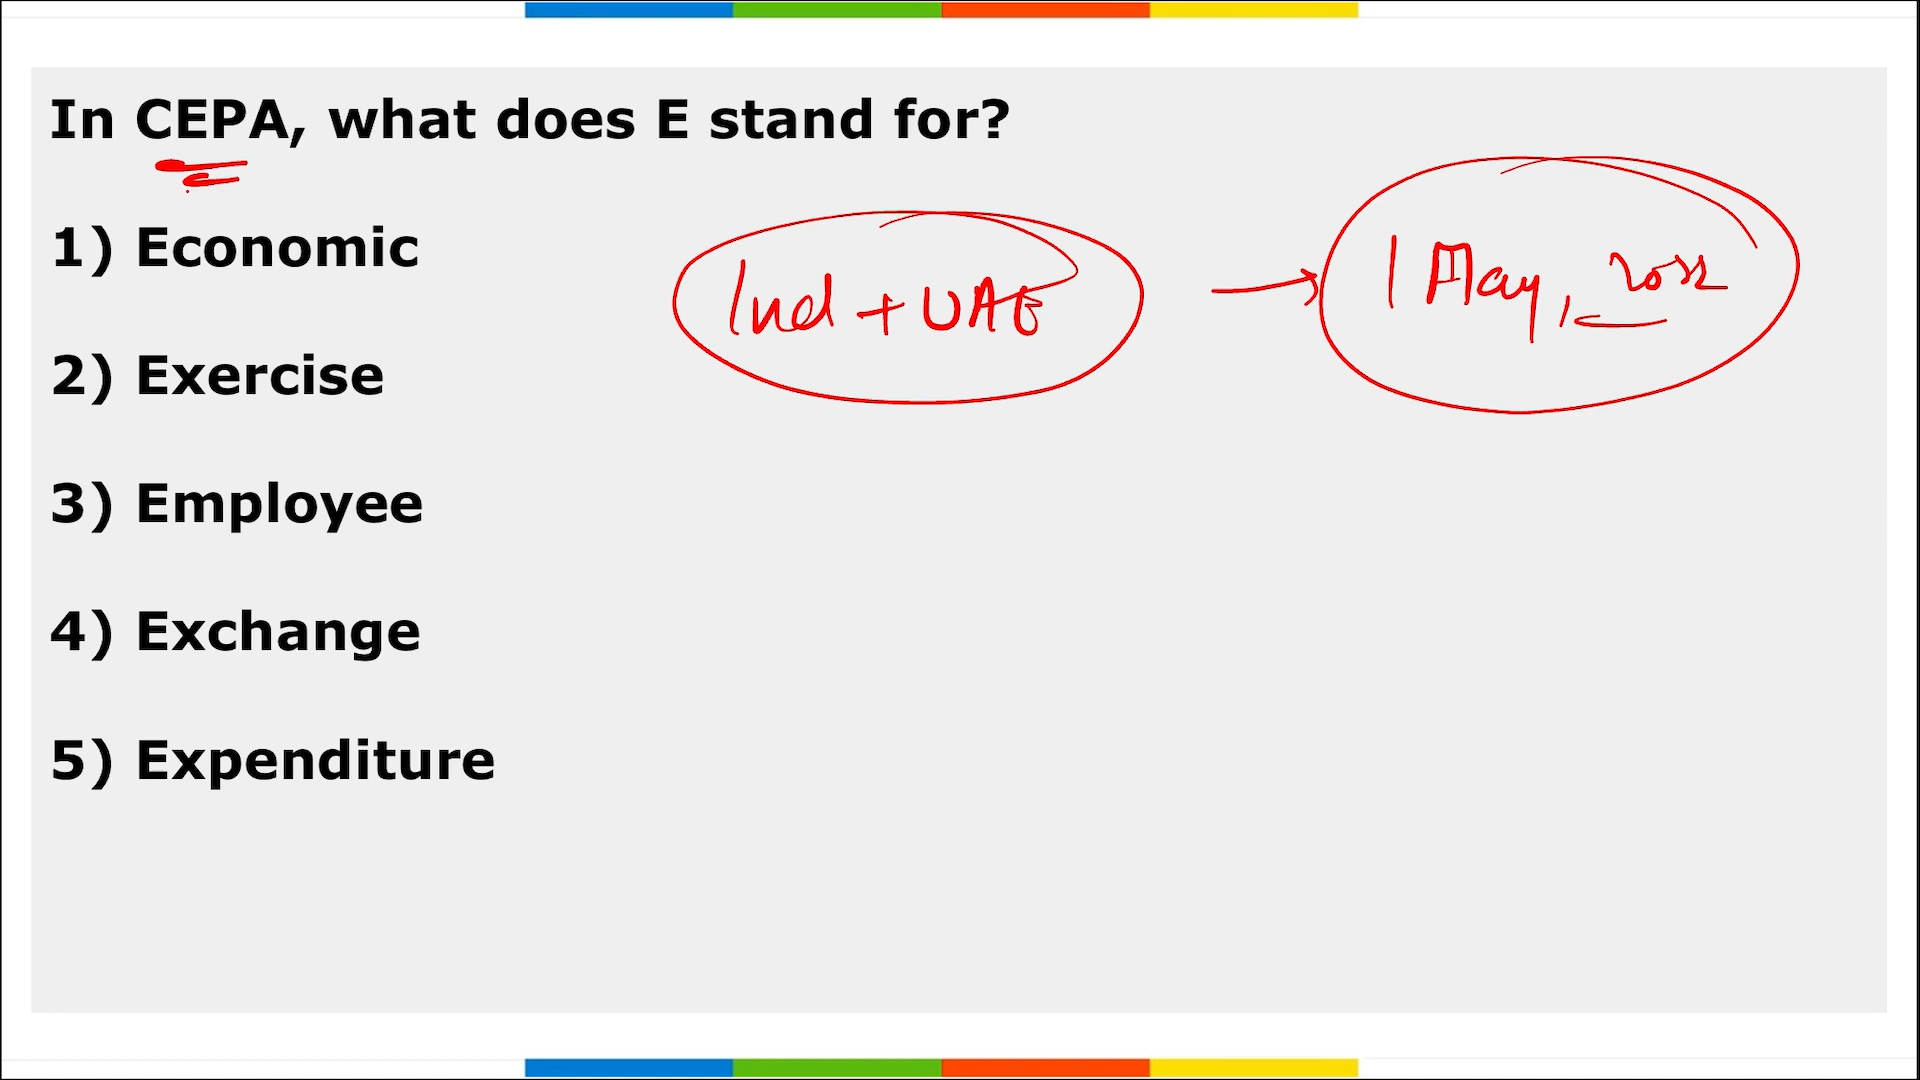 In CEPA, what does E stand for?
1) Economic
Ind + UAE → 1 May, 2022
2) Exercise
3) Employee
4) Exchange
5) Expenditure